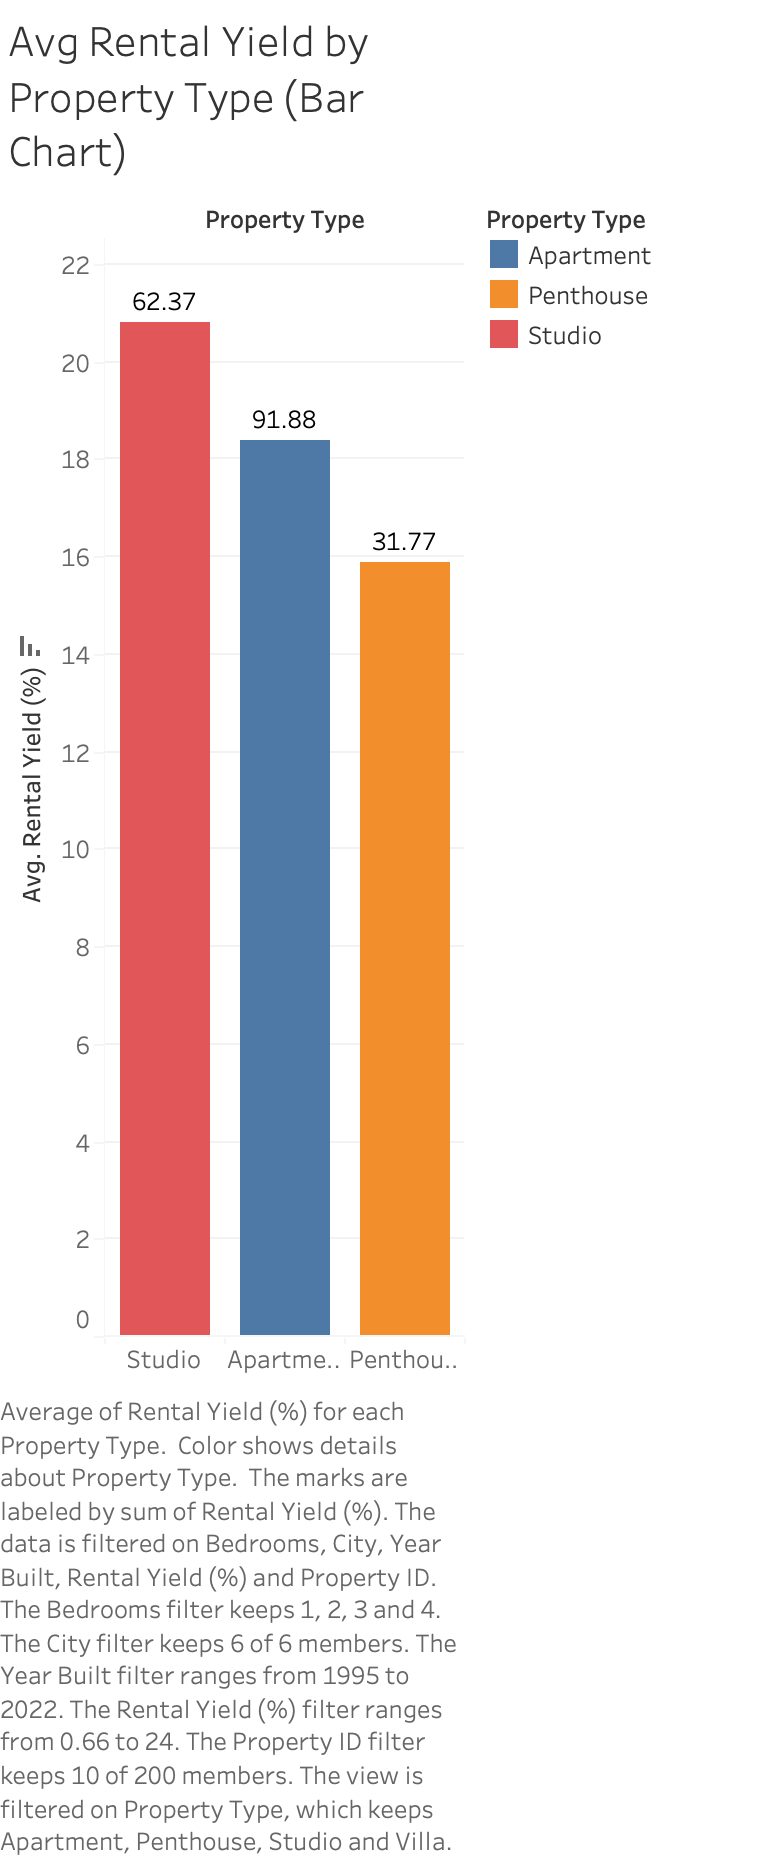 Avg Rental Yield by
Property Type (Bar
Chart)
Property Type
Property Type
Apartment
Penthouse
Studio
22
20
18
16
14
12
10
8
6
4
2
0
Avg. Rental Yield (%)
62.37
91.88
31.77
Studio
Apartme..
Penthou..
Average of Rental Yield (%) for each
Property Type.  Color shows details
about Property Type.  The marks are
labeled by sum of Rental Yield (%). The
data is filtered on Bedrooms, City, Year
Built, Rental Yield (%) and Property ID.
The Bedrooms filter keeps 1, 2, 3 and 4.
The City filter keeps 6 of 6 members. The
Year Built filter ranges from 1995 to
2022. The Rental Yield (%) filter ranges
from 0.66 to 24. The Property ID filter
keeps 10 of 200 members. The view is
filtered on Property Type, which keeps
Apartment, Penthouse, Studio and Villa.